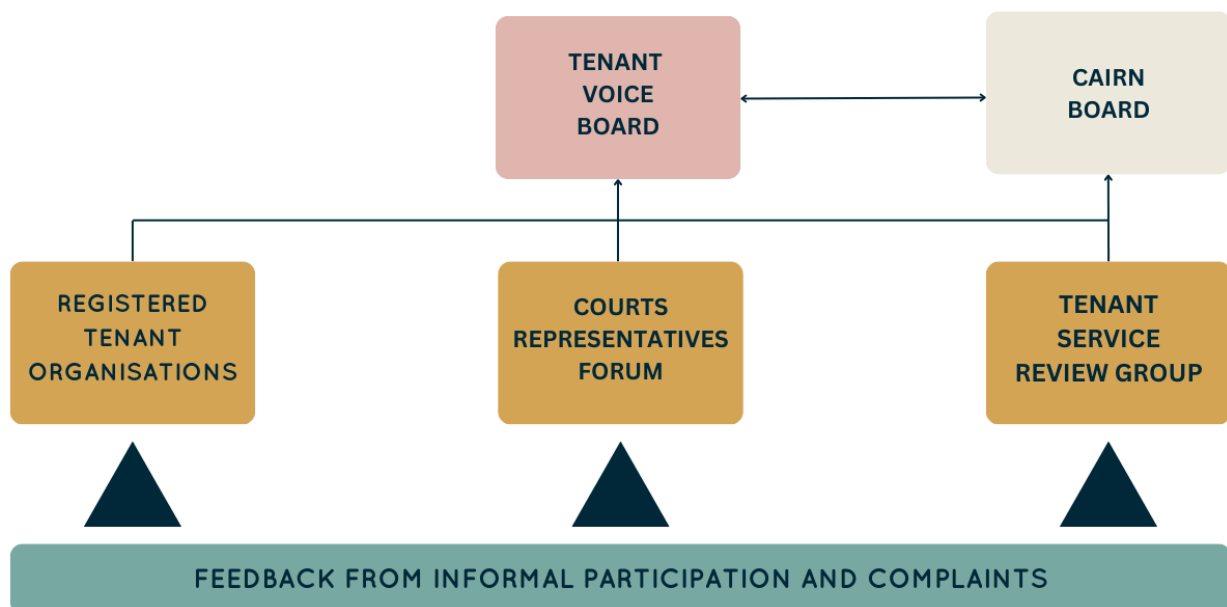 TENANT
VOICE
BOARD
CAIRN
BOARD
REGISTERED
TENANT
ORGANISATIONS
COURTS
REPRESENTATIVES
FORUM
TENANT
SERVICE
REVIEW GROUP
FEEDBACK FROM INFORMAL PARTICIPATION AND COMPLAINTS